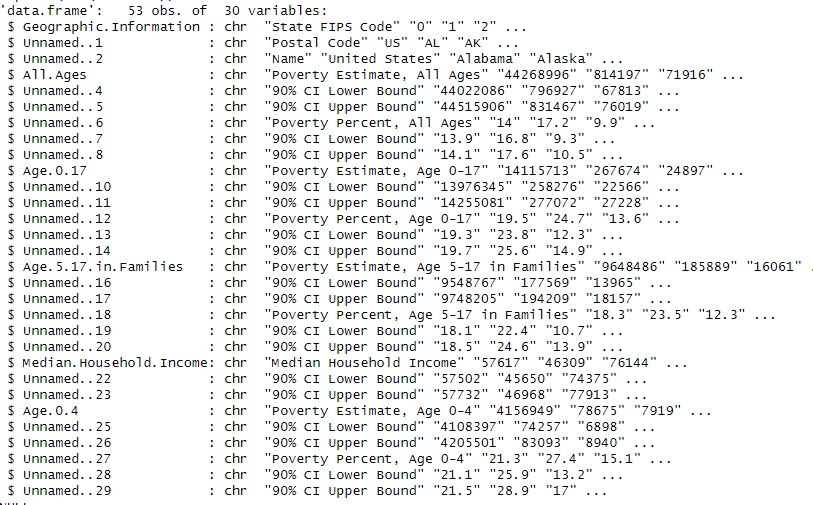 'data.frame':   53 obs. of  30 variables:
 $ Geographic.Information : chr  "State FIPS Code" "0" "1" "2" ...
 $ Unnamed..1             : chr  "Postal Code" "US" "AL" "AK" ...
 $ Unnamed..2             : chr  "Name" "United States" "Alabama" "Alaska" ...
 $ All.Ages               : chr  "Poverty Estimate, All Ages" "44268996" "814197" "71916" ...
 $ Unnamed..4             : chr  "90% CI Lower Bound" "44022086" "796927" "67813" ...
 $ Unnamed..5             : chr  "90% CI Upper Bound" "44515906" "831467" "76019" ...
 $ Unnamed..6             : chr  "Poverty Percent, All Ages" "14" "17.2" "9.9" ...
 $ Unnamed..7             : chr  "90% CI Lower Bound" "13.9" "16.8" "9.3" ...
 $ Unnamed..8             : chr  "90% CI Upper Bound" "14.1" "17.6" "10.5" ...
 $ Age.0.17               : chr  "Poverty Estimate, Age 0-17" "14115713" "267674" "24897" ...
 $ Unnamed..10            : chr  "90% CI Lower Bound" "13976345" "258276" "22566" ...
 $ Unnamed..11            : chr  "90% CI Upper Bound" "14255081" "277072" "27228" ...
 $ Unnamed..12            : chr  "Poverty Percent, Age 0-17" "19.5" "24.7" "13.6" ...
 $ Unnamed..13            : chr  "90% CI Lower Bound" "19.3" "23.8" "12.3" ...
 $ Unnamed..14            : chr  "90% CI Upper Bound" "19.7" "25.6" "14.9" ...
 $ Age.5.17.in.Families   : chr  "Poverty Estimate, Age 5-17 in Families" "9648486" "185889" "16061" .
 $ Unnamed..16            : chr  "90% CI Lower Bound" "9548767" "177569" "13965" ...
 $ Unnamed..17            : chr  "90% CI Upper Bound" "9748205" "194209" "18157" ...
 $ Unnamed..18            : chr  "Poverty Percent, Age 5-17 in Families" "18.3" "23.5" "12.3" ...
 $ Unnamed..19            : chr  "90% CI Lower Bound" "18.1" "22.4" "10.7" ...
 $ Unnamed..20            : chr  "90% CI Upper Bound" "18.5" "24.6" "13.9" ...
 $ Median.Household.Income: chr  "Median Household Income" "57617" "46309" "76144" ...
 $ Unnamed..22            : chr  "90% CI Lower Bound" "57502" "45650" "74375" ...
 $ Unnamed..23            : chr  "90% CI Upper Bound" "57732" "46968" "77913" ...
 $ Age.0.4                : chr  "Poverty Estimate, Age 0-4" "4156949" "78675" "7919" ...
 $ Unnamed..25            : chr  "90% CI Lower Bound" "4108397" "74257" "6898" ...
 $ Unnamed..26            : chr  "90% CI Upper Bound" "4205501" "83093" "8940" ...
 $ Unnamed..27            : chr  "Poverty Percent, Age 0-4" "21.3" "27.4" "15.1" ...
 $ Unnamed..28            : chr  "90% CI Lower Bound" "21.1" "25.9" "13.2" ...
 $ Unnamed..29            : chr  "90% CI Upper Bound" "21.5" "28.9" "17" ...